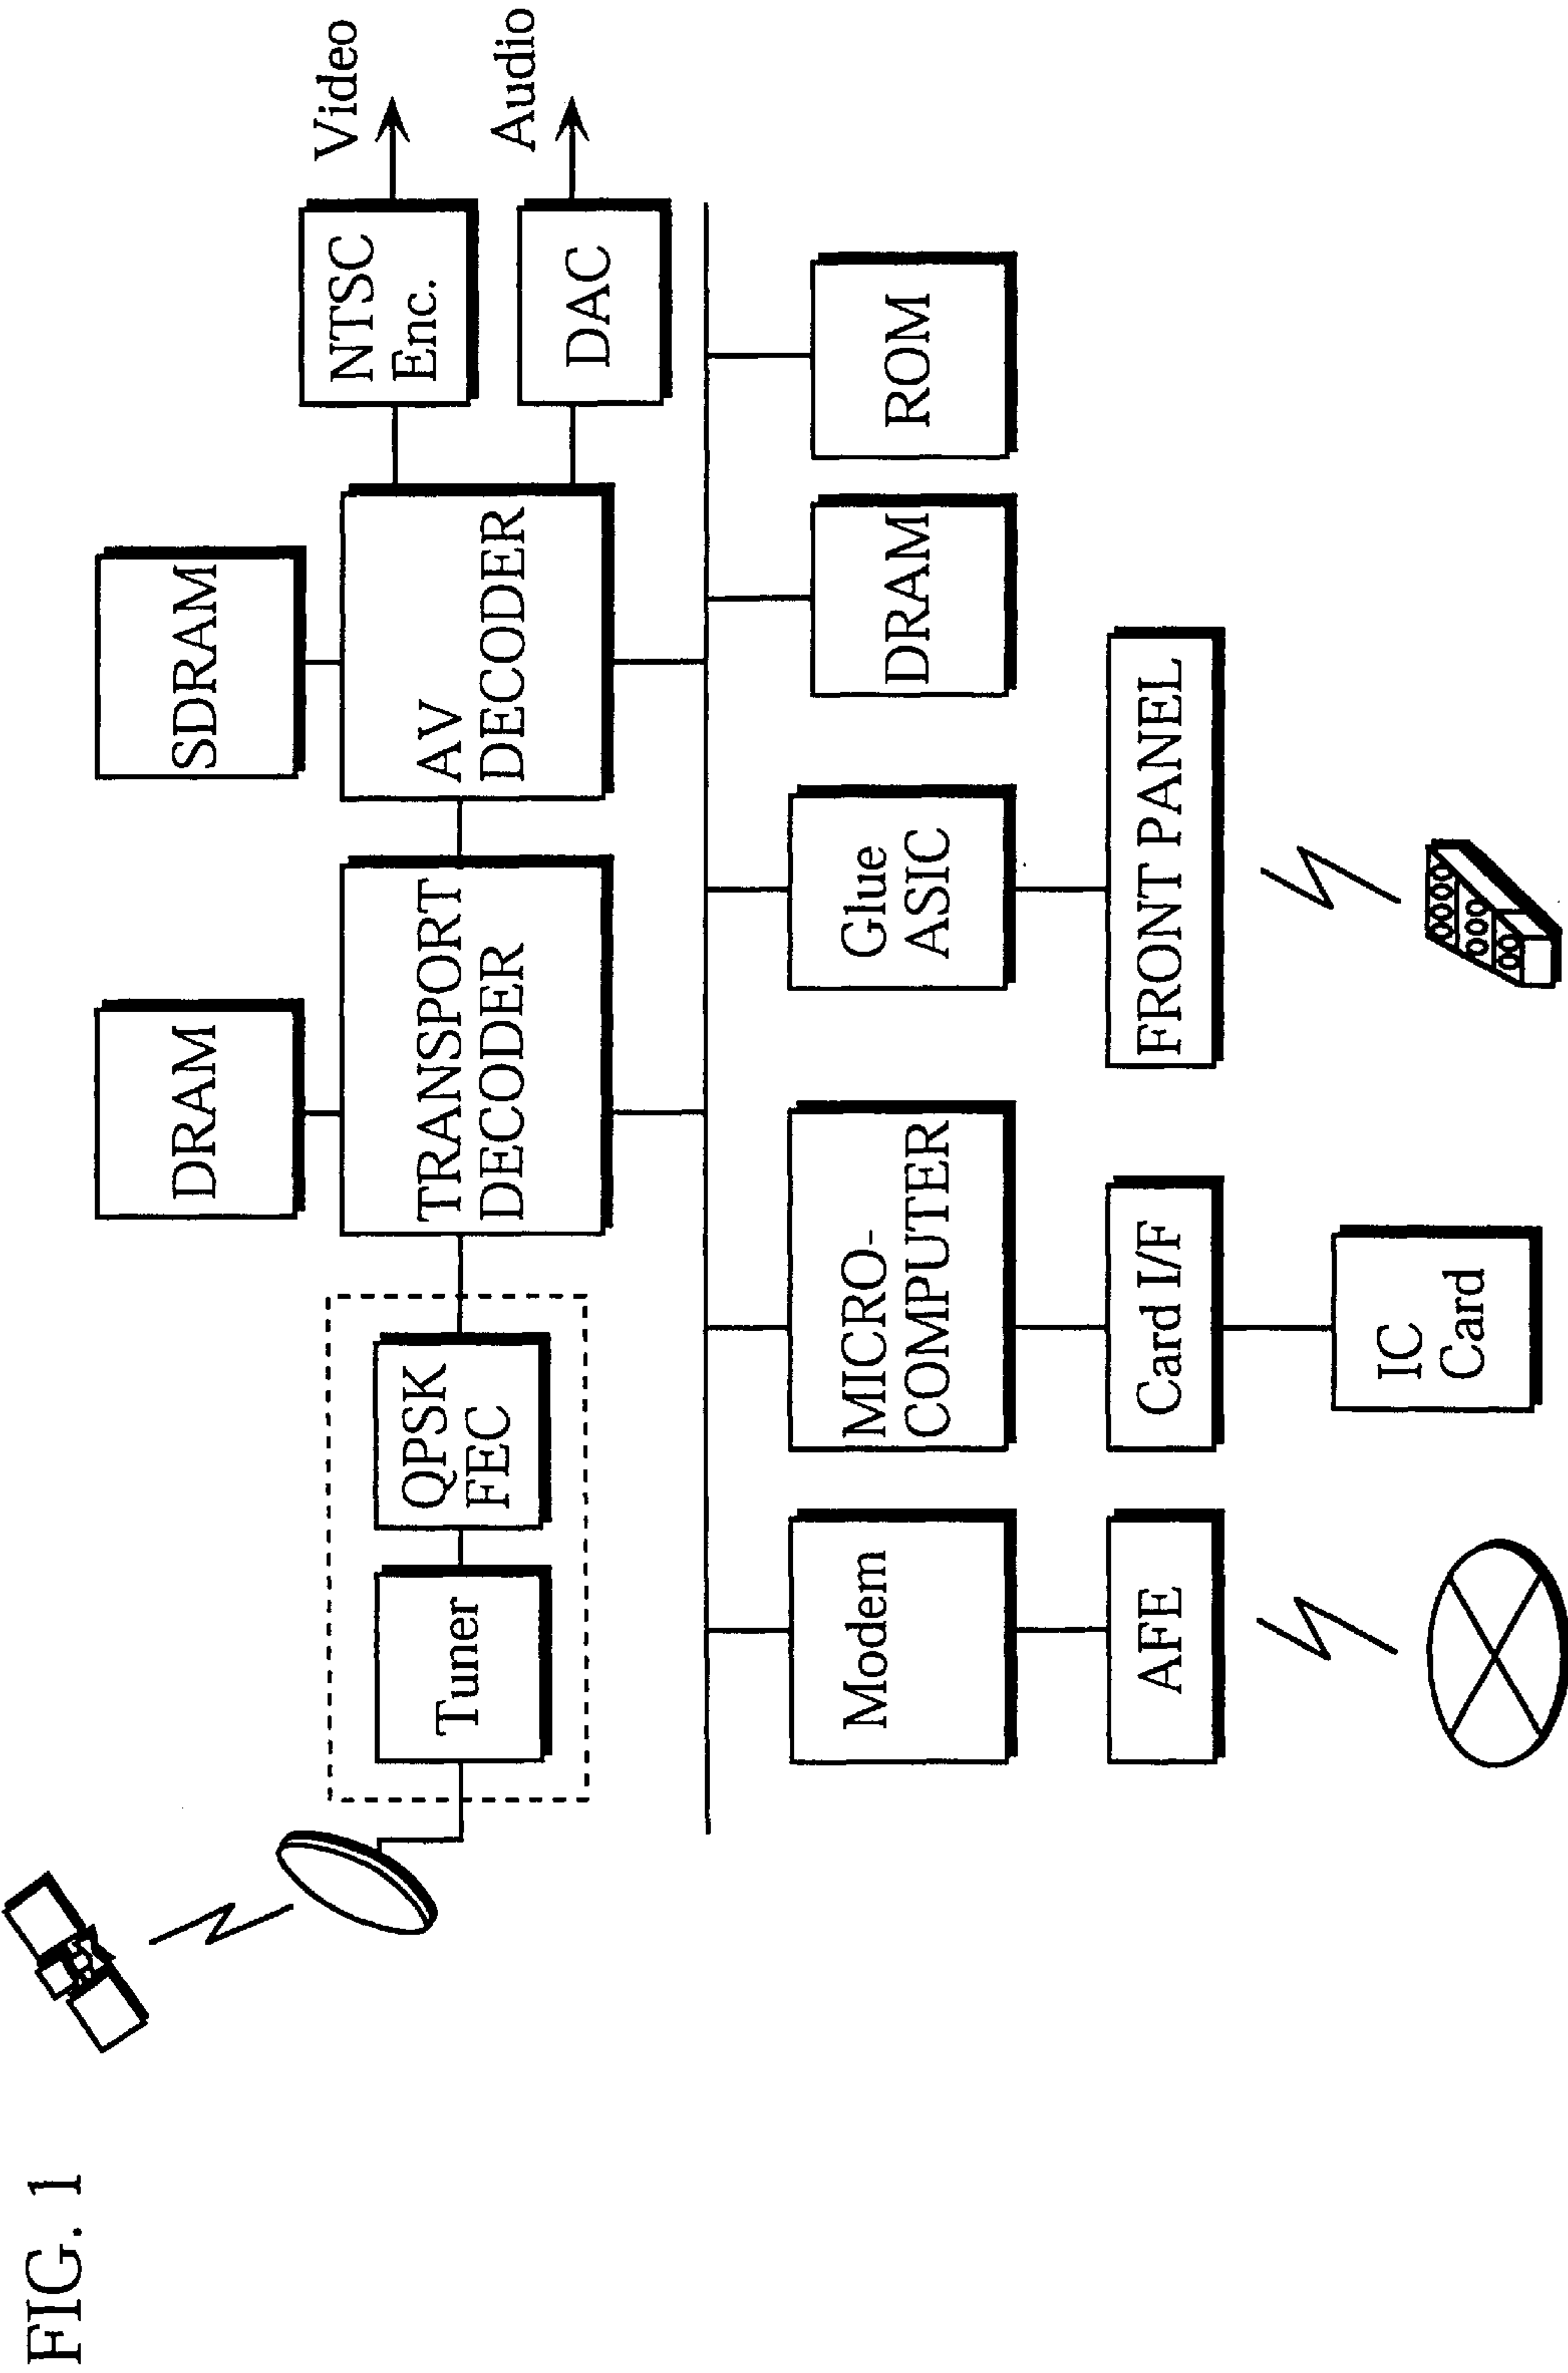 FIG. 1
DRAM
SDRAM
Video
Audio
Tuner
QPSK
FEC
TRANSPORT
DECODER
AV
DECODER
NTSC
Enc.
DAC
Modem
MICRO-
COMPUTER
Glue
ASIC
DRAM
ROM
AFE
Card I/F
FRONT PANEL
IC
Card